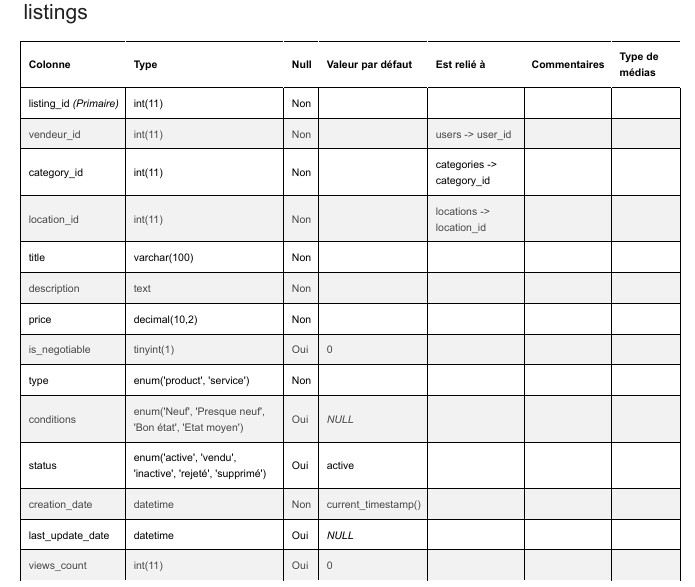 listings
Colonne Type Null Valeur par défaut Est relié à Commentaires Type de médias
listing_id (Primaire) int(11) Non
vendeur_id int(11) Non users -> user_id
category_id int(11) Non categories -> category_id
location_id int(11) Non locations -> location_id
title varchar(100) Non
description text Non
price decimal(10,2) Non
is_negotiable tinyint(1) Oui 0
type enum('product', 'service') Non
conditions enum('Neuf', 'Presque neuf', 'Bon état', 'Etat moyen') Oui NULL
status enum('active', 'vendu', 'inactive', 'rejeté', 'supprimé') Oui active
creation_date datetime Non current_timestamp()
last_update_date datetime Oui NULL
views_count int(11) Oui 0